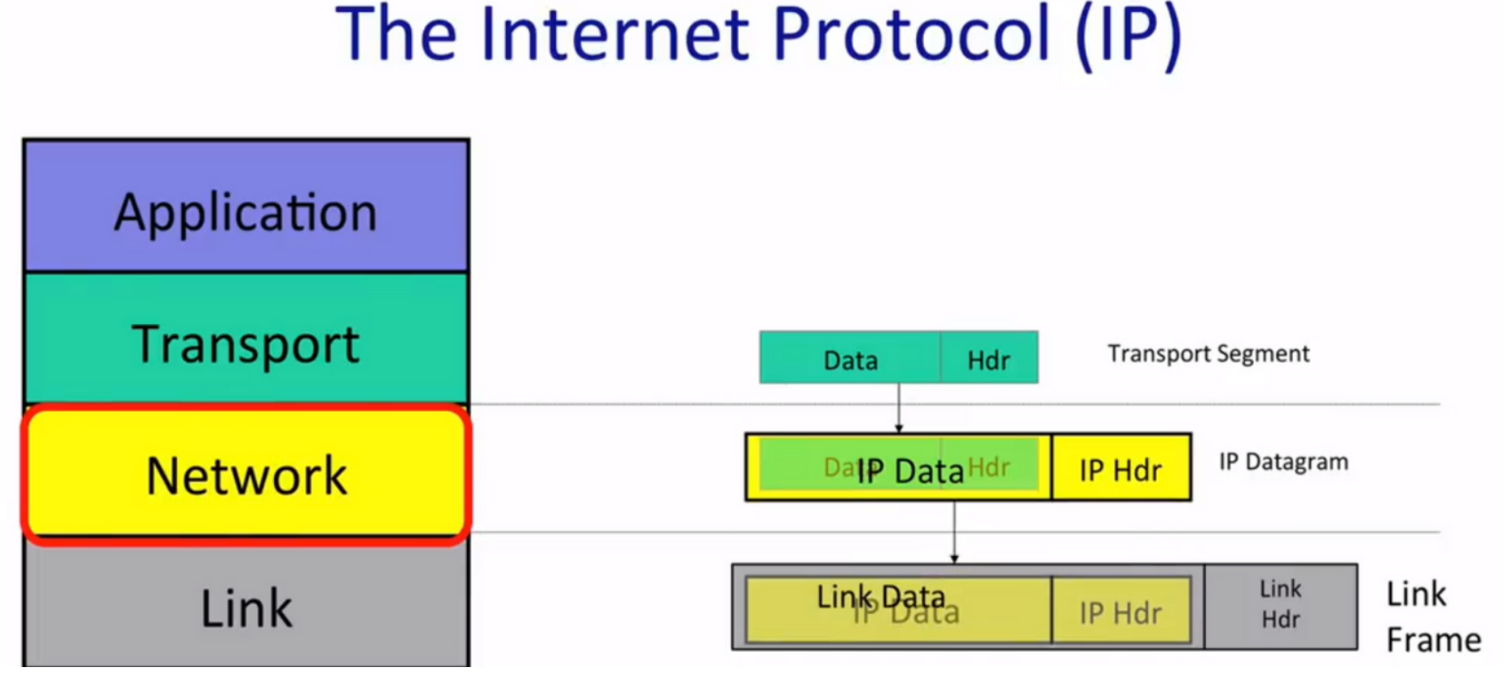 The Internet Protocol (IP)
Application
Transport
Data Hdr Transport Segment
Network
Data Hdr IP Data IP Hdr IP Datagram
Link
Link Data
IP Data IP Hdr
Link
Hdr
Link
Frame